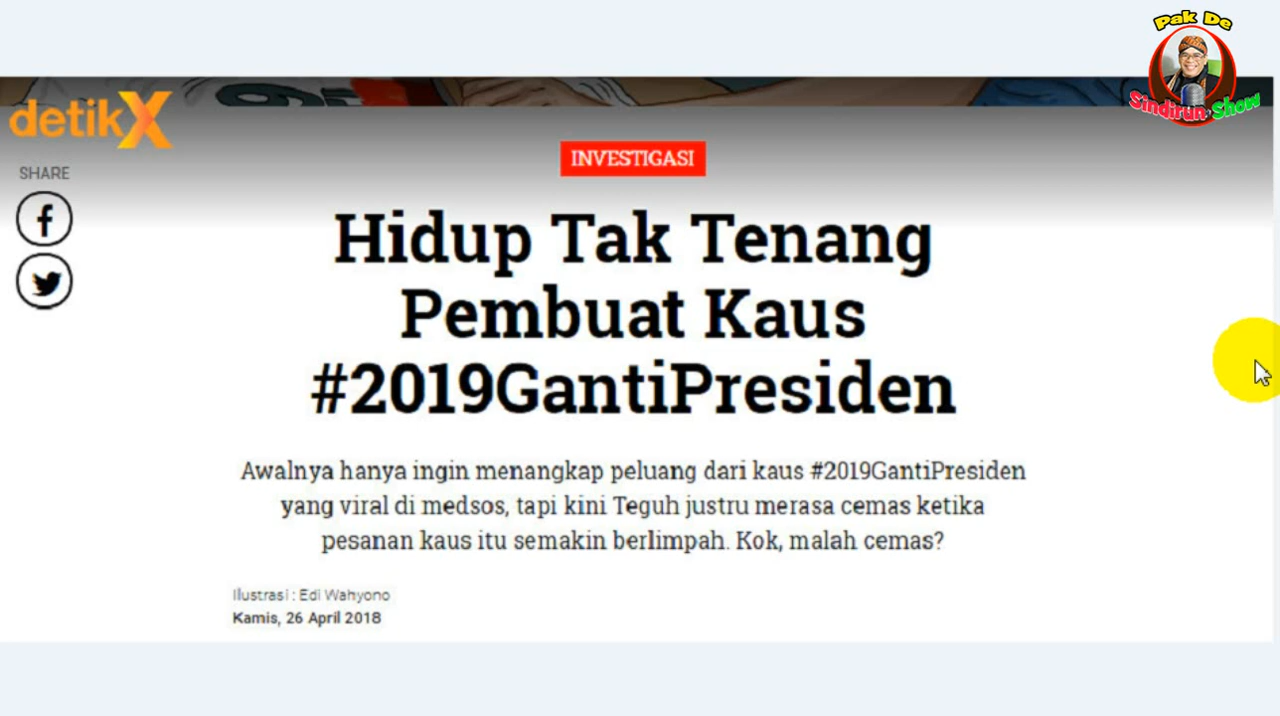 Pak De
Sindirun Show
detikX
SHARE
INVESTIGASI
Hidup Tak Tenang
Pembuat Kaus
#2019GantiPresiden
Awalnya hanya ingin menangkap peluang dari kaus #2019GantiPresiden
yang viral di medsos, tapi kini Teguh justru merasa cemas ketika
pesanan kaus itu semakin berlimpah. Kok, malah cemas?
Ilustrasi : Edi Wahyono
Kamis, 26 April 2018